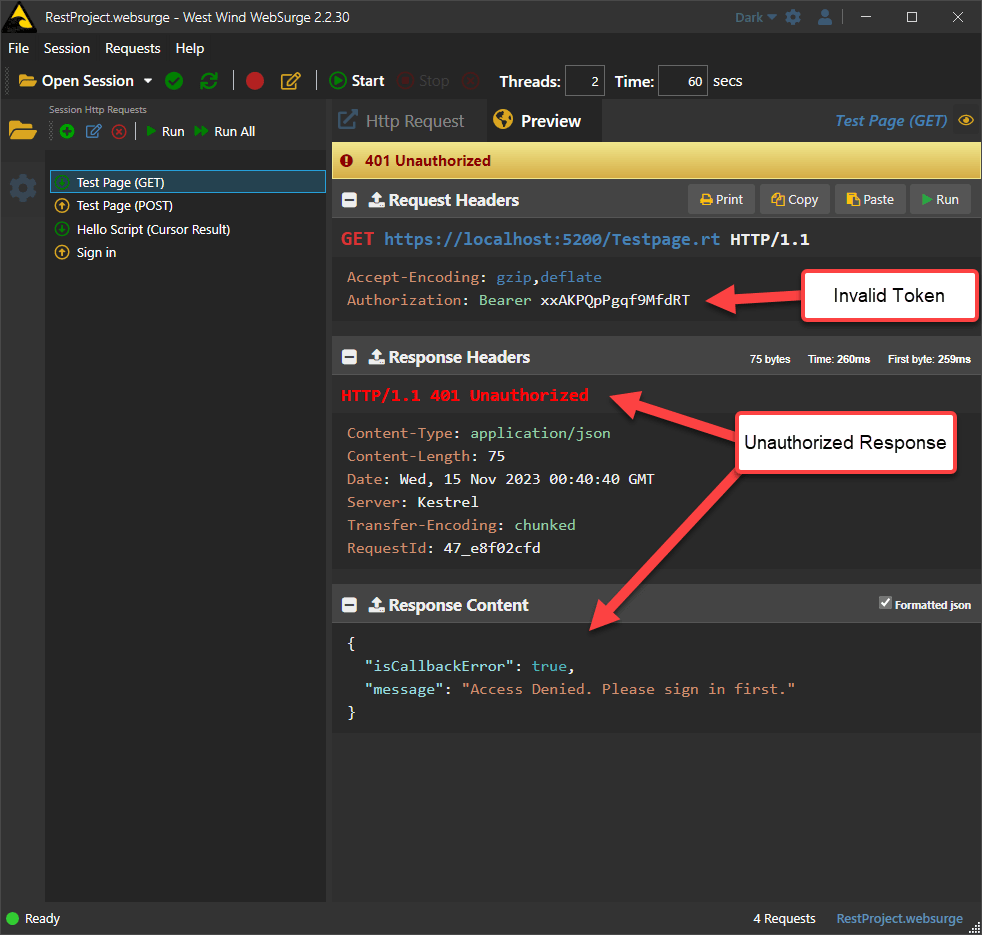 RestProject.websurge - West Wind WebSurge 2.2.30
Dark
File Session Requests Help
Open Session Start Stop Threads: 2 Time: 60 secs
Session Http Requests
Run Run All
Test Page (GET)
Test Page (POST)
Hello Script (Cursor Result)
Sign in
Http Request Preview Test Page (GET)
401 Unauthorized
Request Headers Print Copy Paste Run
GET https://localhost:5200/Testpage.rt HTTP/1.1
Accept-Encoding: gzip,deflate
Authorization: Bearer xxAKPQpPgqf9MfdRT
Invalid Token
Response Headers 75 bytes Time: 260ms First byte: 259ms
HTTP/1.1 401 Unauthorized
Unauthorized Response
Content-Type: application/json
Content-Length: 75
Date: Wed, 15 Nov 2023 00:40:40 GMT
Server: Kestrel
Transfer-Encoding: chunked
RequestId: 47_e8f02cfd
Response Content Formatted json
{
"isCallbackError": true,
"message": "Access Denied. Please sign in first."
}
Ready 4 Requests RestProject.websurge